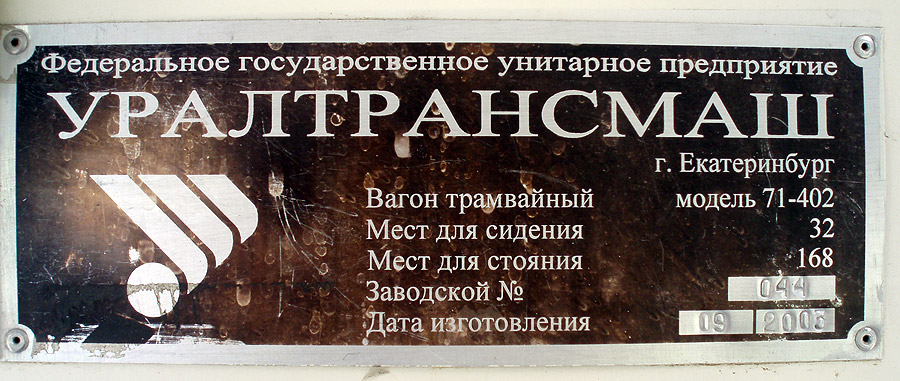 Федеральное государственное унитарное предприятие
УРАЛТРАНСМАШ
г. Екатеринбург
Вагон трамвайный модель 71-402
Мест для сидения 32
Мест для стояния 168
Заводской № 044
Дата изготовления 09 2003